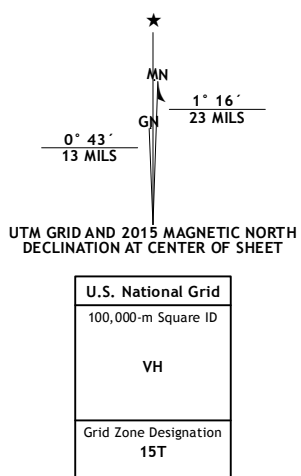 ★
MN
1° 16´
GN
23 MILS
0° 43´
13 MILS
UTM GRID AND 2015 MAGNETIC NORTH
DECLINATION AT CENTER OF SHEET
U.S. National Grid
100,000-m Square ID
VH
Grid Zone Designation
15T